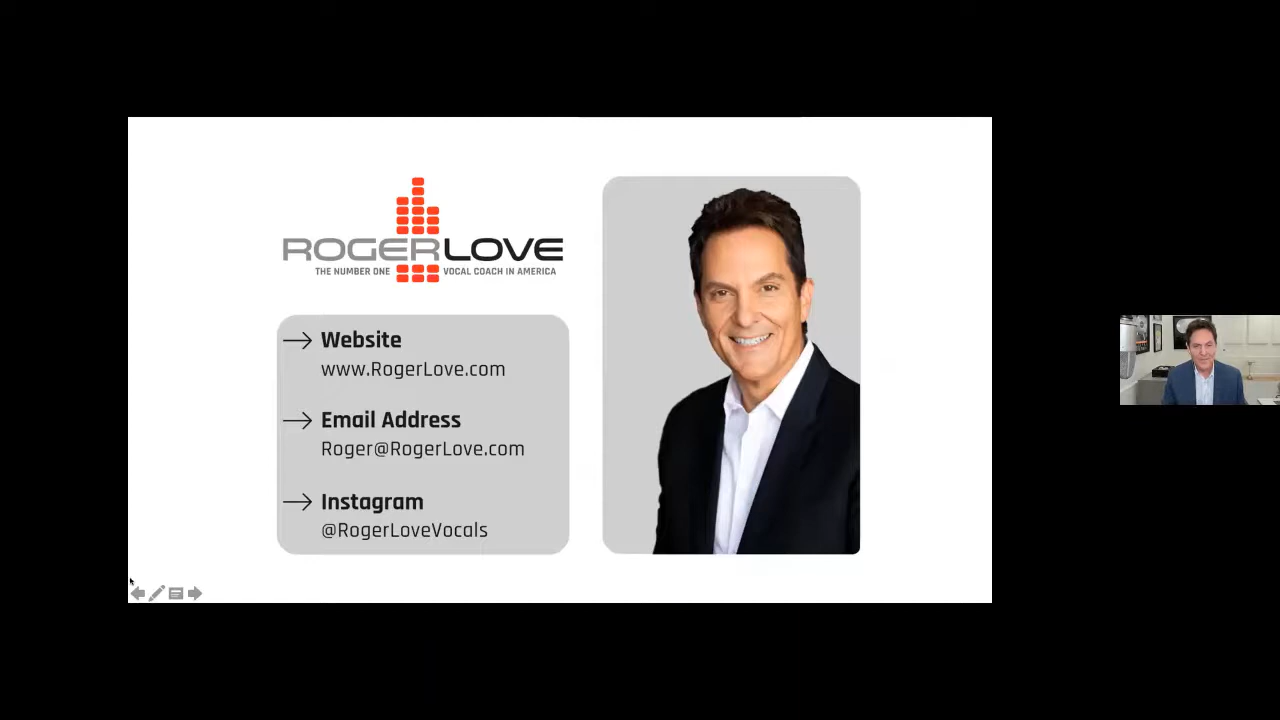 ROGERLOVE
THE NUMBER ONE VOCAL COACH IN AMERICA
Website
www.RogerLove.com
Email Address
Roger@RogerLove.com
Instagram
@RogerLoveVocals